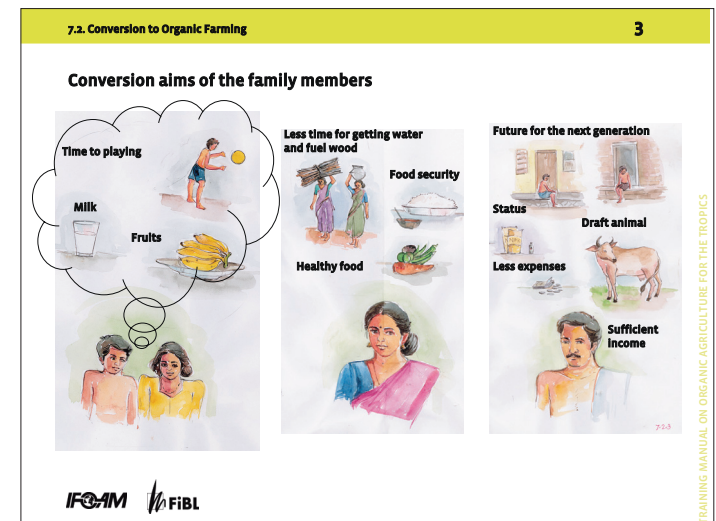 7.2. Conversion to Organic Farming
3
Conversion aims of the family members
Time to playing
Milk
Fruits
Less time for getting water
and fuel wood
Food security
Healthy food
Future for the next generation
Status
Draft animal
Less expenses
Sufficient
income
7-2-3
IFOAM
FiBL
TRAINING MANUAL ON ORGANIC AGRICULTURE FOR THE TROPICS